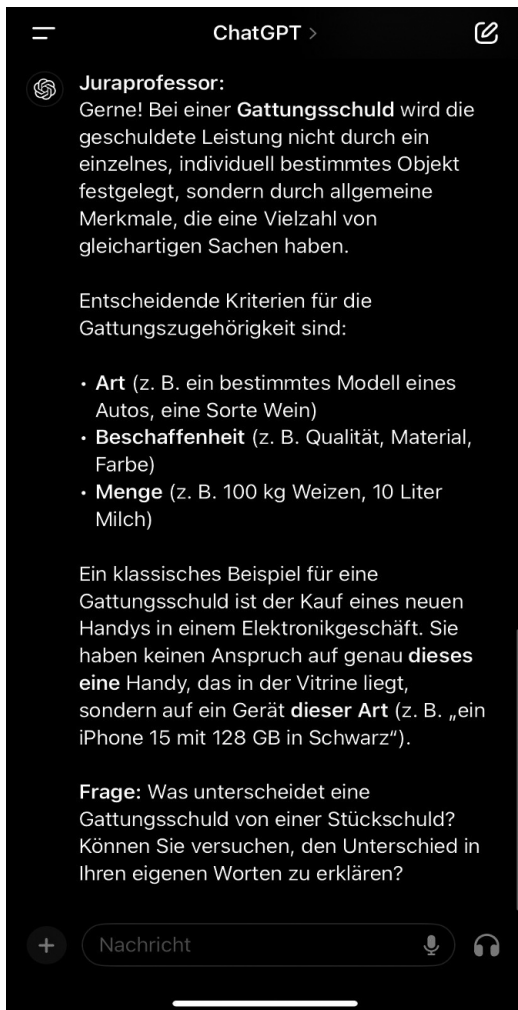 ChatGPT >
Juraprofessor:
Gerne! Bei einer Gattungsschuld wird die
geschuldete Leistung nicht durch ein
einzelnes, individuell bestimmtes Objekt
festgelegt, sondern durch allgemeine
Merkmale, die eine Vielzahl von
gleichartigen Sachen haben.
Entscheidende Kriterien für die
Gattungszugehörigkeit sind:
• Art (z. B. ein bestimmtes Modell eines
Autos, eine Sorte Wein)
• Beschaffenheit (z. B. Qualität, Material,
Farbe)
• Menge (z. B. 100 kg Weizen, 10 Liter
Milch)
Ein klassisches Beispiel für eine
Gattungsschuld ist der Kauf eines neuen
Handys in einem Elektronikgeschäft. Sie
haben keinen Anspruch auf genau dieses
eine Handy, das in der Vitrine liegt,
sondern auf ein Gerät dieser Art (z. B. „ein
iPhone 15 mit 128 GB in Schwarz“).
Frage: Was unterscheidet eine
Gattungsschuld von einer Stückschuld?
Können Sie versuchen, den Unterschied in
Ihren eigenen Worten zu erklären?
Nachricht